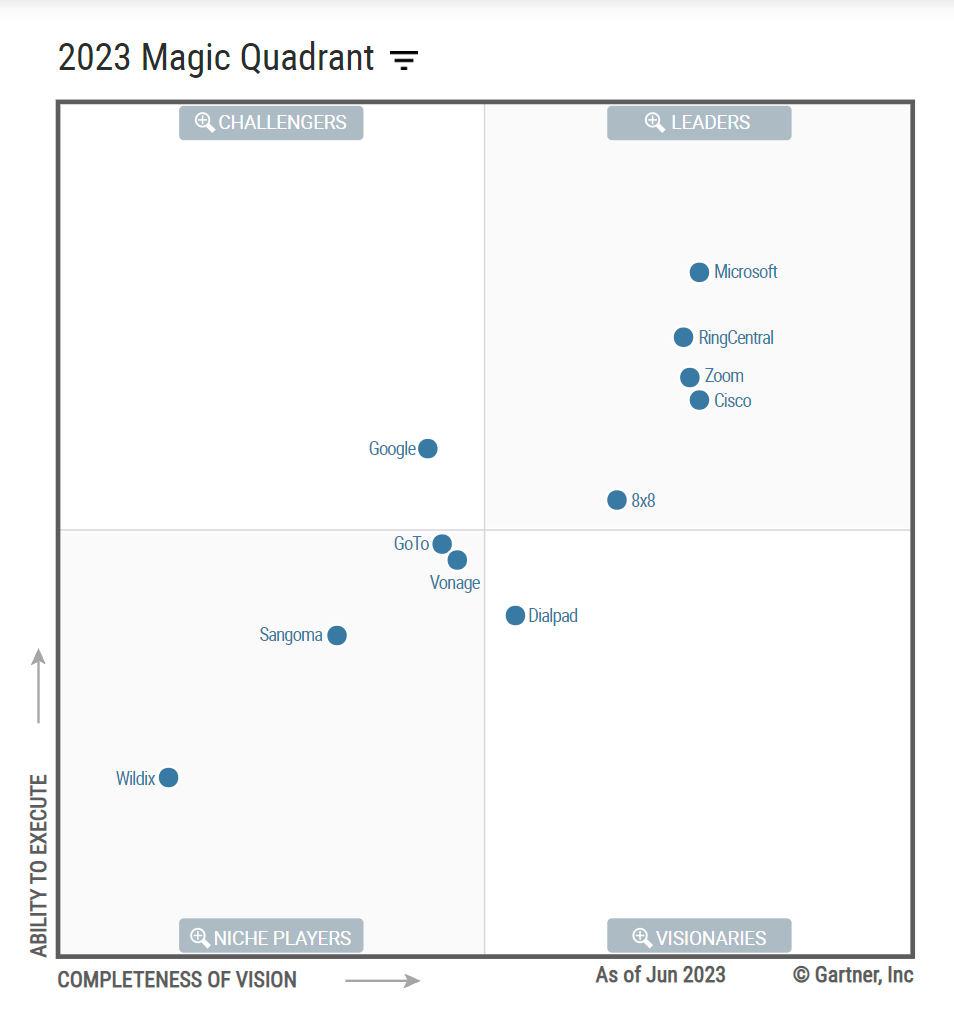 2023 Magic Quadrant
CHALLENGERS
LEADERS
Microsoft
RingCentral
Zoom
Cisco
Google
8x8
GoTo
Vonage
Dialpad
Sangoma
Wildix
ABILITY TO EXECUTE
NICHE PLAYERS
VISIONARIES
COMPLETENESS OF VISION
As of Jun 2023
© Gartner, Inc